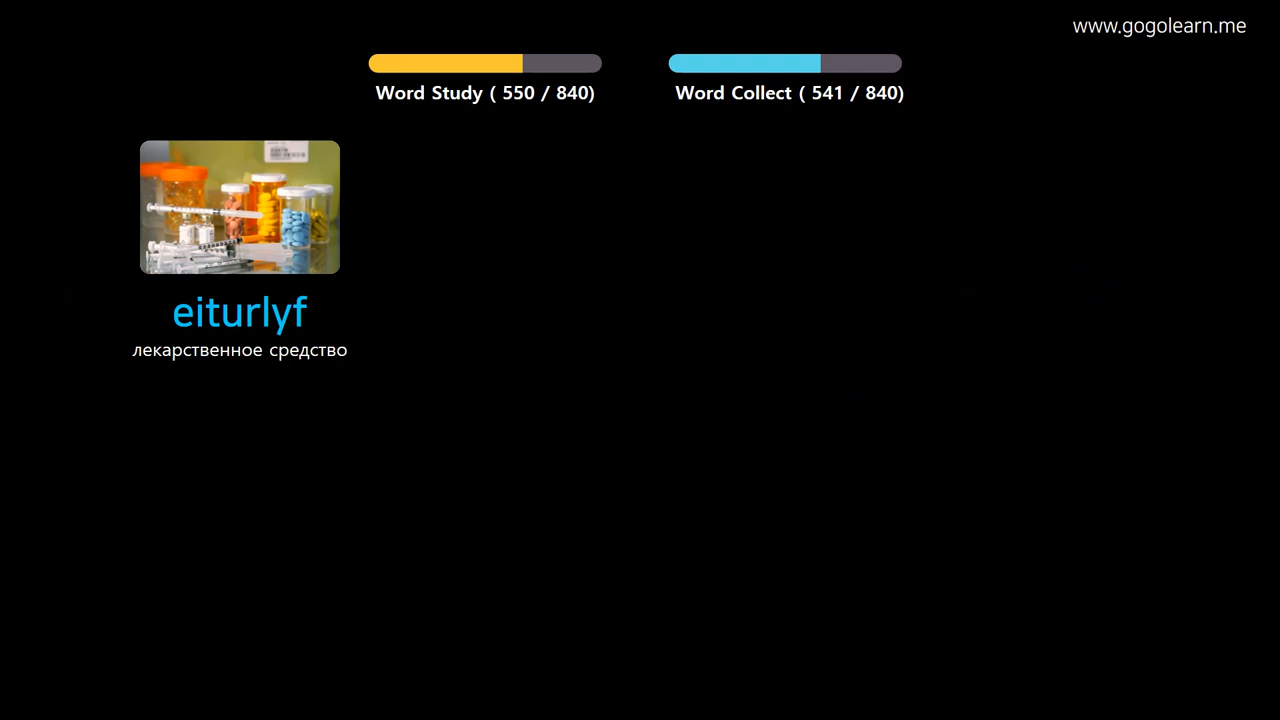 www.gogolearn.me
Word Study ( 550 / 840)
Word Collect ( 541 / 840)
eiturlyf
лекарственное средство